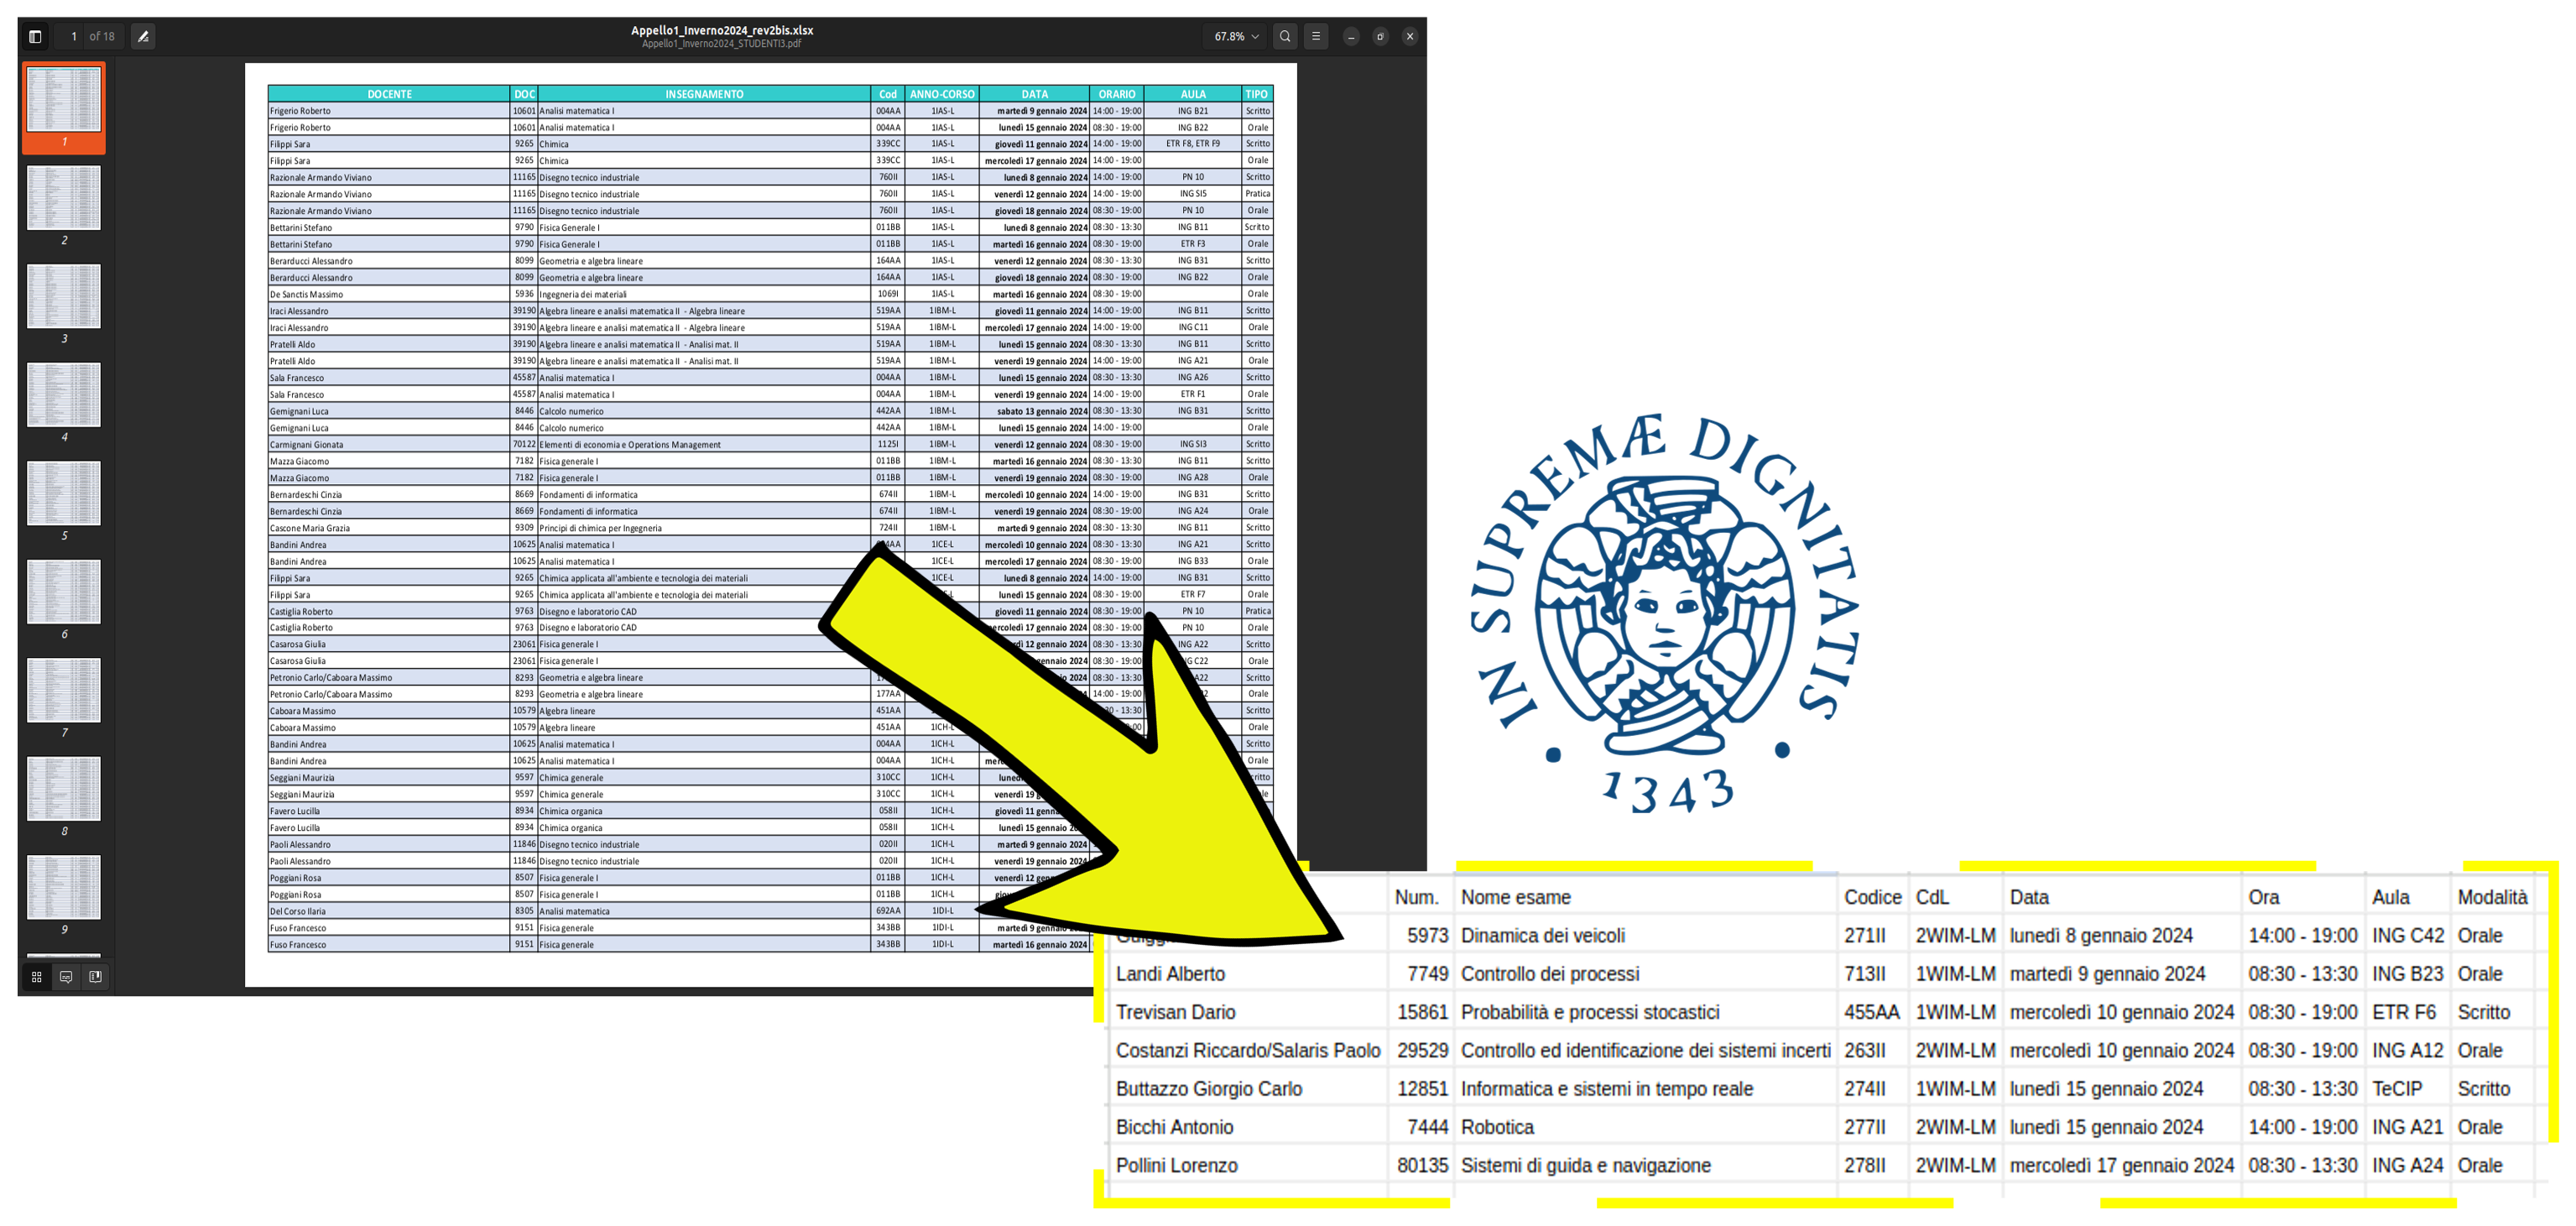 1 of 18
Appello1_Inverno2024_rev2bis.xlsx
Appello1_Inverno2024_STUDENTI3.pdf
67.8%
1
2
3
4
5
6
7
8
9
DOCENTE DOC INSEGNAMENTO Cod ANNO-CORSO DATA ORARIO AULA TIPO
Frigerio Roberto 10601 Analisi matematica I 004AA 1IAS-L martedì 9 gennaio 2024 14:00 - 19:00 ING B21 Scritto
Frigerio Roberto 10601 Analisi matematica I 004AA 1IAS-L lunedì 15 gennaio 2024 08:30 - 19:00 ING B22 Orale
Filippi Sara 9265 Chimica 339CC 1IAS-L giovedì 11 gennaio 2024 14:00 - 19:00 ETR F8, ETR F9 Scritto
Filippi Sara 9265 Chimica 339CC 1IAS-L mercoledì 17 gennaio 2024 14:00 - 19:00 Orale
Razionale Armando Viviano 11165 Disegno tecnico industriale 760II 1IAS-L lunedì 8 gennaio 2024 14:00 - 19:00 PN 10 Scritto
Razionale Armando Viviano 11165 Disegno tecnico industriale 760II 1IAS-L venerdì 12 gennaio 2024 14:00 - 19:00 ING SI5 Pratica
Razionale Armando Viviano 11165 Disegno tecnico industriale 760II 1IAS-L giovedì 18 gennaio 2024 08:30 - 19:00 PN 10 Orale
Bettarini Stefano 9790 Fisica Generale I 011BB 1IAS-L lunedì 8 gennaio 2024 08:30 - 13:30 ING B11 Scritto
Bettarini Stefano 9790 Fisica Generale I 011BB 1IAS-L martedì 16 gennaio 2024 08:30 - 19:00 ETR F3 Orale
Berarducci Alessandro 8099 Geometria e algebra lineare 164AA 1IAS-L venerdì 12 gennaio 2024 08:30 - 13:30 ING B31 Scritto
Berarducci Alessandro 8099 Geometria e algebra lineare 164AA 1IAS-L giovedì 18 gennaio 2024 08:30 - 19:00 ING B22 Orale
De Sanctis Massimo 5936 Ingegneria dei materiali 1069I 1IAS-L martedì 16 gennaio 2024 08:30 - 19:00 Orale
Iraci Alessandro 39190 Algebra lineare e analisi matematica II - Algebra lineare 519AA 1IBM-L giovedì 11 gennaio 2024 14:00 - 19:00 ING B11 Scritto
Iraci Alessandro 39190 Algebra lineare e analisi matematica II - Algebra lineare 519AA 1IBM-L mercoledì 17 gennaio 2024 14:00 - 19:00 ING C11 Orale
Pratelli Aldo 39190 Algebra lineare e analisi matematica II - Analisi mat. II 519AA 1IBM-L lunedì 15 gennaio 2024 08:30 - 13:30 ING B11 Scritto
Pratelli Aldo 39190 Algebra lineare e analisi matematica II - Analisi mat. II 519AA 1IBM-L venerdì 19 gennaio 2024 14:00 - 19:00 ING A21 Orale
Sala Francesco 45587 Analisi matematica I 004AA 1IBM-L lunedì 15 gennaio 2024 08:30 - 13:30 ING A26 Scritto
Sala Francesco 45587 Analisi matematica I 004AA 1IBM-L venerdì 19 gennaio 2024 14:00 - 19:00 ETR F1 Orale
Gemignani Luca 8446 Calcolo numerico 442AA 1IBM-L sabato 13 gennaio 2024 08:30 - 13:30 ING B31 Scritto
Gemignani Luca 8446 Calcolo numerico 442AA 1IBM-L lunedì 15 gennaio 2024 08:30 - 19:00 Orale
Carmignani Gionata 70122 Elementi di economia e Operations Management 1125I 1IBM-L venerdì 12 gennaio 2024 08:30 - 19:00 ING SI3 Scritto
Mazza Giacomo 7182 Fisica generale I 011BB 1IBM-L martedì 16 gennaio 2024 08:30 - 13:30 ING B11 Scritto
Mazza Giacomo 7182 Fisica generale I 011BB 1IBM-L venerdì 19 gennaio 2024 08:30 - 19:00 ING A28 Orale
Bernardeschi Cinzia 8669 Fondamenti di informatica 674II 1IBM-L mercoledì 10 gennaio 2024 14:00 - 19:00 ING B31 Scritto
Bernardeschi Cinzia 8669 Fondamenti di informatica 674II 1IBM-L venerdì 19 gennaio 2024 08:30 - 19:00 ING A24 Orale
Cascone Maria Grazia 9309 Principi di chimica per Ingegneria 724II 1IBM-L martedì 9 gennaio 2024 08:30 - 13:30 ING B11 Scritto
Bandini Andrea 10625 Analisi matematica I 1ICE-L mercoledì 10 gennaio 2024 08:30 - 13:30 ING A21 Scritto
Bandini Andrea 10625 Analisi matematica I 1ICE-L mercoledì 17 gennaio 2024 08:30 - 19:00 ING B33 Orale
Filippi Sara 9265 Chimica applicata all'ambiente e tecnologia dei materiali 1ICE-L lunedì 8 gennaio 2024 14:00 - 19:00 ING B31 Scritto
Filippi Sara 9265 Chimica applicata all'ambiente e tecnologia dei materiali lunedì 15 gennaio 2024 08:30 - 19:00 ETR F7 Orale
Castiglia Roberto 9763 Disegno e laboratorio CAD giovedì 11 gennaio 2024 08:30 - 19:00 PN 10 Pratica
Castiglia Roberto 9763 Disegno e laboratorio CAD 17 gennaio 2024 08:30 - 19:00 PN 10 Orale
Casarosa Giulia 23061 Fisica generale I 12 gennaio 2024 08:30 - 13:30 A22 Scritto
Casarosa Giulia 23061 Fisica generale I gennaio 2024 08:30 - 19:00 C22 Orale
Petronio Carlo/Caboara Massimo 8293 Geometria e algebra lineare 2024 08:30 - 13:30 Scritto
Petronio Carlo/Caboara Massimo 8293 Geometria e algebra lineare 177AA 14:00 - 19:00 Orale
Caboara Massimo 10579 Algebra lineare 451AA - 13:30 Scritto
Caboara Massimo 10579 Algebra lineare 451AA 1ICH-L Orale
Bandini Andrea 10625 Analisi matematica I 004AA 1ICH-L Scritto
Bandini Andrea 10625 Analisi matematica I 004AA 1ICH-L Orale
Seggiani Maurizia 9597 Chimica generale 310CC 1ICH-L
Seggiani Maurizia 9597 Chimica generale 310CC 1ICH-L venerdì 19
Favero Lucilla 8934 Chimica organica 058II 1ICH-L giovedì 11
Favero Lucilla 8934 Chimica organica 058II 1ICH-L lunedì 15 gennaio
Paoli Alessandro 11846 Disegno tecnico industriale 020II 1ICH-L martedì 9 gennaio
Paoli Alessandro 11846 Disegno tecnico industriale 020II 1ICH-L venerdì 19 gennaio
Poggiani Rosa 8507 Fisica generale I 011BB 1ICH-L venerdì 12
Poggiani Rosa 8507 Fisica generale I 011BB 1ICH-L
Del Corso Ilaria 8305 Analisi matematica 692AA 1IDI-L
Fuso Francesco 9151 Fisica generale 343BB 1IDI-L martedì 9
Fuso Francesco 9151 Fisica generale 343BB 1IDI-L martedì 16 gennaio 2024
IN SUPREMÆ DIGNITATIS
1343
Num. Nome esame Codice CdL Data Ora Aula Modalità
5973 Dinamica dei veicoli 271II 2WIM-LM lunedì 8 gennaio 2024 14:00 - 19:00 ING C42 Orale
Landi Alberto 7749 Controllo dei processi 713II 1WIM-LM martedì 9 gennaio 2024 08:30 - 13:30 ING B23 Orale
Trevisan Dario 15861 Probabilità e processi stocastici 455AA 1WIM-LM mercoledì 10 gennaio 2024 08:30 - 19:00 ETR F6 Scritto
Costanzi Riccardo/Salaris Paolo 29529 Controllo ed identificazione dei sistemi incerti 263II 2WIM-LM mercoledì 10 gennaio 2024 08:30 - 19:00 ING A12 Orale
Buttazzo Giorgio Carlo 12851 Informatica e sistemi in tempo reale 274II 1WIM-LM lunedì 15 gennaio 2024 08:30 - 13:30 TeCIP Scritto
Bicchi Antonio 7444 Robotica 277II 2WIM-LM lunedì 15 gennaio 2024 14:00 - 19:00 ING A21 Orale
Pollini Lorenzo 80135 Sistemi di guida e navigazione 278II 2WIM-LM mercoledì 17 gennaio 2024 08:30 - 13:30 ING A24 Orale